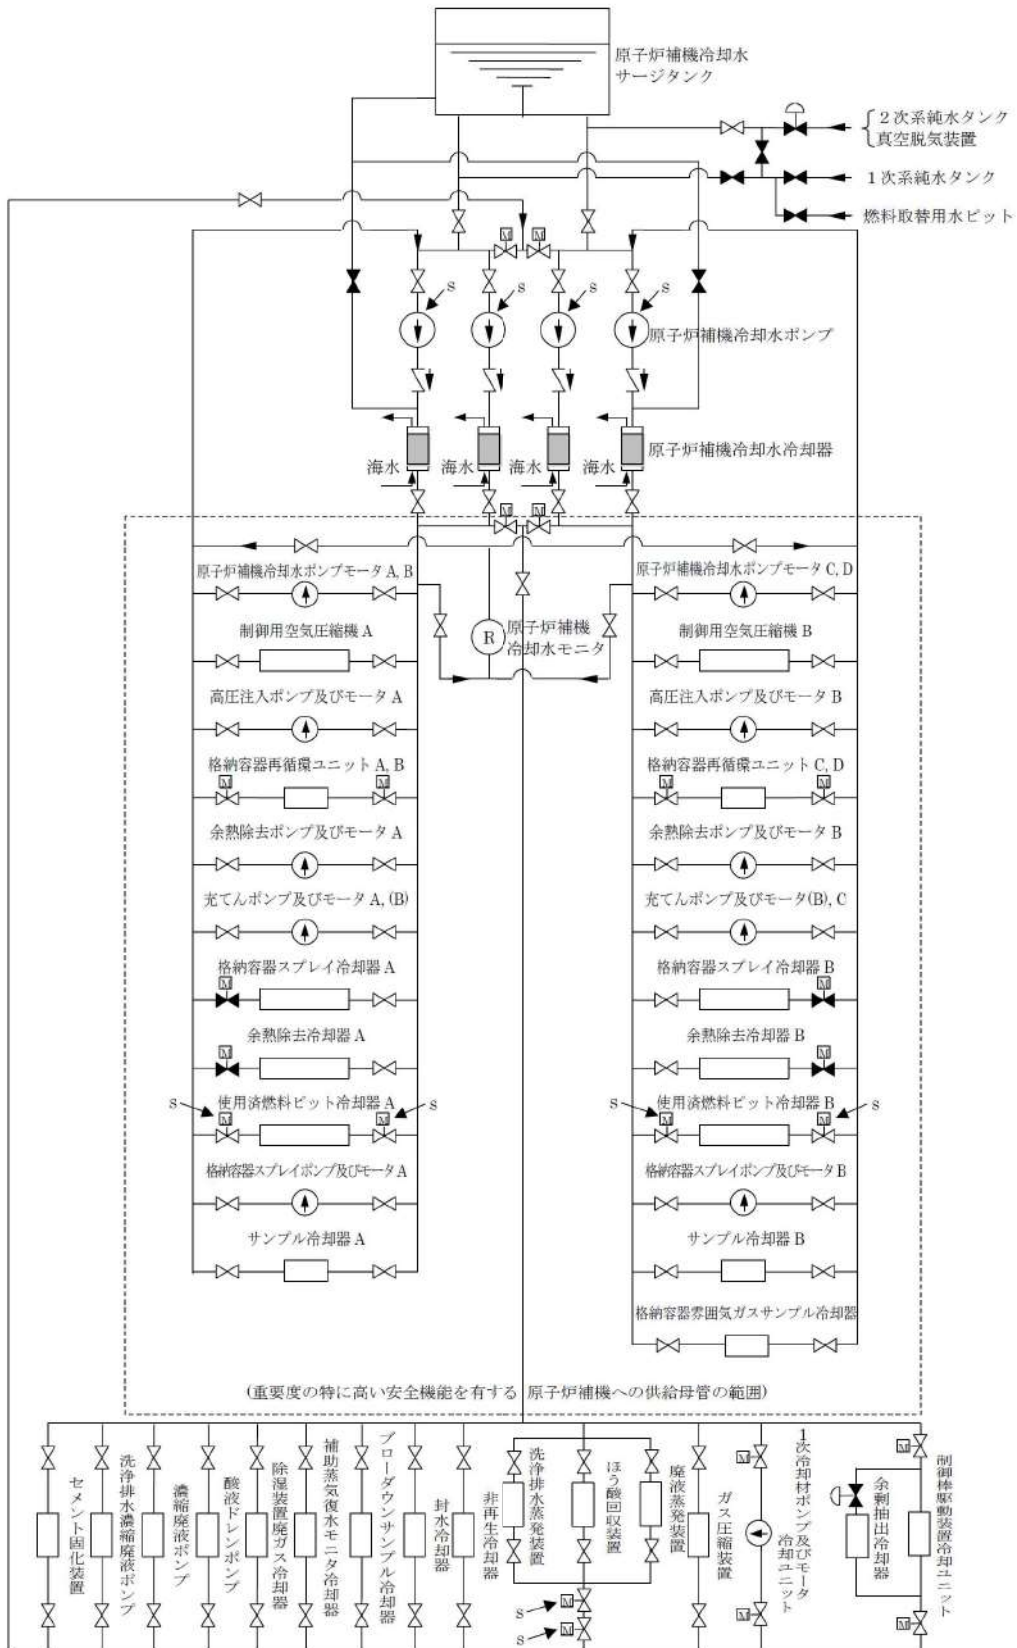 原子炉補機冷却水
サージタンク
2次系純水タンク
真空脱気装置
1次系純水タンク
燃料取替用水ピット
M
M
S
S
S
S
原子炉補機冷却水ポンプ
原子炉補機冷却水冷却器
海水
海水
海水
海水
M
M
原子炉補機冷却水ポンプモータ A, B
原子炉補機冷却水ポンプモータ C, D
制御用空気圧縮機 A
R
原子炉補機
冷却水モニタ
制御用空気圧縮機 B
高圧注入ポンプ及びモータ A
高圧注入ポンプ及びモータ B
格納容器再循環ユニット A, B
M
M
格納容器再循環ユニット C, D
M
M
余熱除去ポンプ及びモータ A
余熱除去ポンプ及びモータ B
充てんポンプ及びモータ A, (B)
充てんポンプ及びモータ(B), C
格納容器スプレイ冷却器 A
M
格納容器スプレイ冷却器 B
M
余熱除去冷却器 A
M
余熱除去冷却器 B
M
S
使用済燃料ピット冷却器 A
S
M
M
S
使用済燃料ピット冷却器 B
S
M
M
格納容器スプレイポンプ及びモータ A
格納容器スプレイポンプ及びモータ B
サンプル冷却器 A
サンプル冷却器 B
格納容器雰囲気ガスサンプル冷却器
(重要度の特に高い安全機能を有する 原子炉補機への供給母管の範囲)
セメント固化装置
洗浄排水濃縮廃液ポンプ
濃縮廃液ポンプ
酸液ドレンポンプ
除湿装置廃ガス冷却器
補助蒸気復水モニタ冷却器
ブローダウンサンプル冷却器
封水冷却器
非再生冷却器
洗浄排水蒸発装置
ほう酸回収装置
M
S
M
S
廃液蒸発装置
ガス圧縮装置
M
M
1次冷却材ポンプ及びモータ
冷却ユニット
余剰抽出冷却器
M
M
制御棒駆動装置冷却ユニット